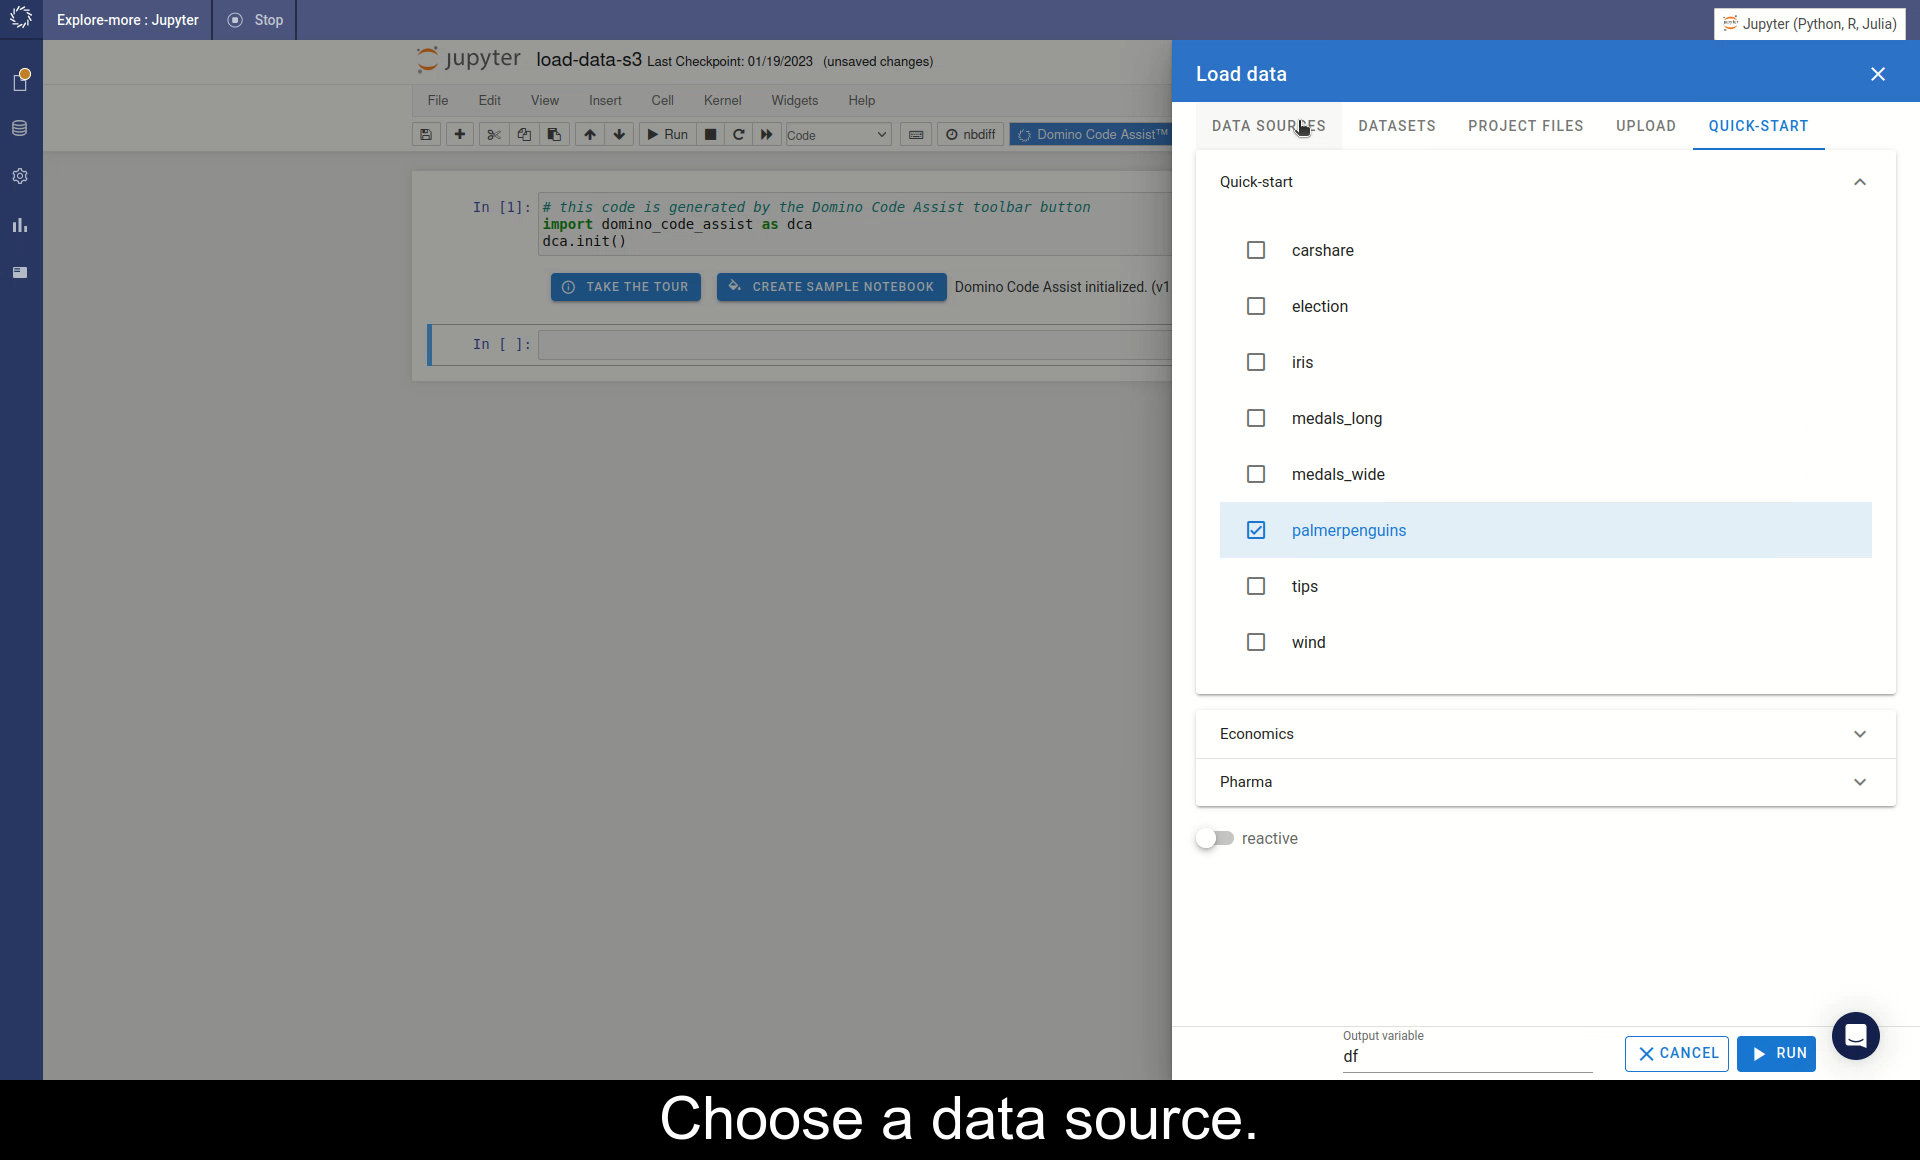 Explore-more : Jupyter
Stop
Jupyter (Python, R, Julia)
jupyter load-data-s3 Last Checkpoint: 01/19/2023 (unsaved changes)
File Edit View Insert Cell Kernel Widgets Help
Run Code nbdiff Domino Code Assist™
In [1]: # this code is generated by the Domino Code Assist toolbar button
import domino_code_assist as dca
dca.init()
TAKE THE TOUR CREATE SAMPLE NOTEBOOK Domino Code Assist initialized. (v1
In [ ]:
Load data
DATA SOURCES DATASETS PROJECT FILES UPLOAD QUICK-START
Quick-start
carshare
election
iris
medals_long
medals_wide
palmerpenguins
tips
wind
Economics
Pharma
reactive
Output variable
df
CANCEL RUN
Choose a data source.